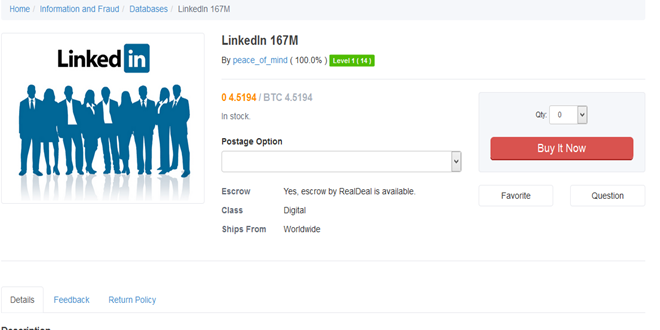 Home / Information and Fraud / Databases / LinkedIn 167M
Linked in
LinkedIn 167M
By peace_of_mind ( 100.0% ) Level 1 ( 14 )
0 4.5194 / BTC 4.5194
In stock.
Qty: 0
Buy It Now
Postage Option
Favorite
Question
Escrow Yes, escrow by RealDeal is available.
Class Digital
Ships From Worldwide
Details
Feedback
Return Policy
Description